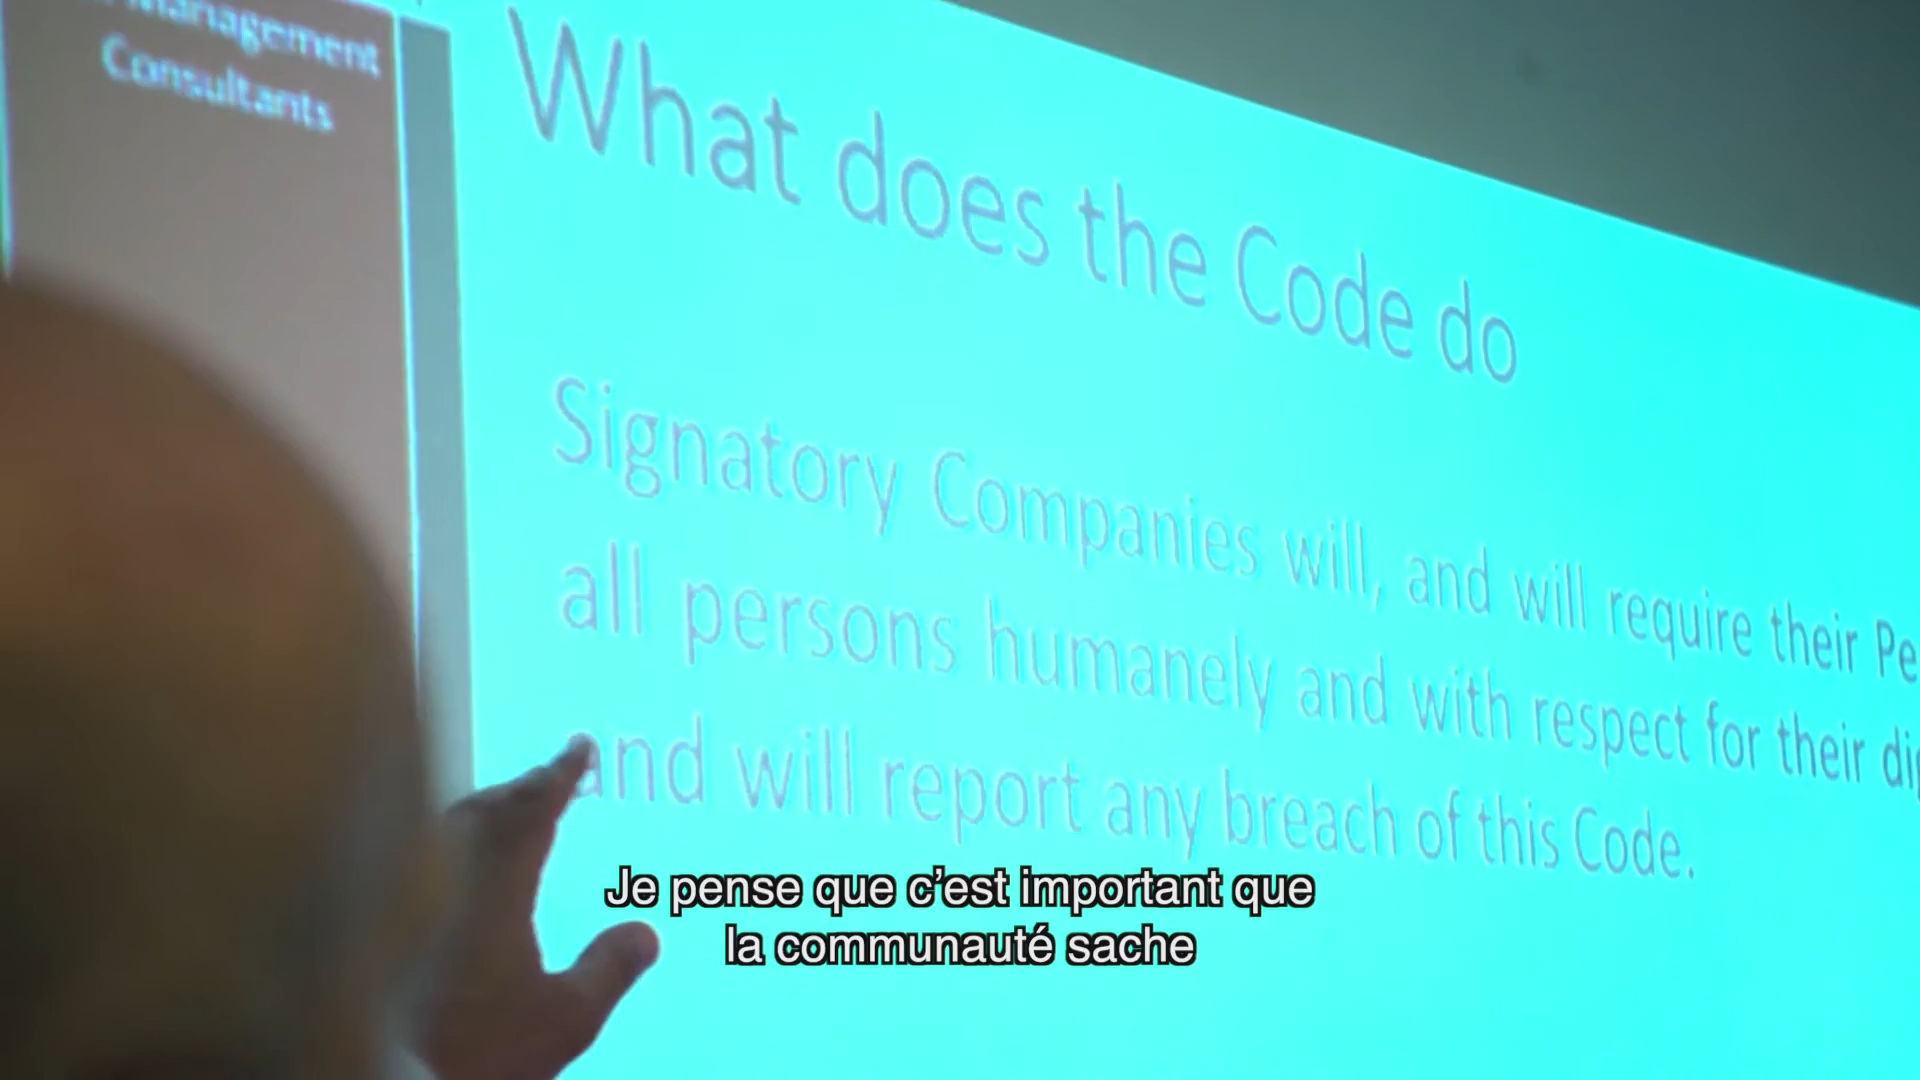 Management
Consultants
What does the Code do
Signatory Companies will, and will require their Pe
all persons humanely and with respect for their dig
and will report any breach of this Code.
Je pense que c'est important que
la communauté sache